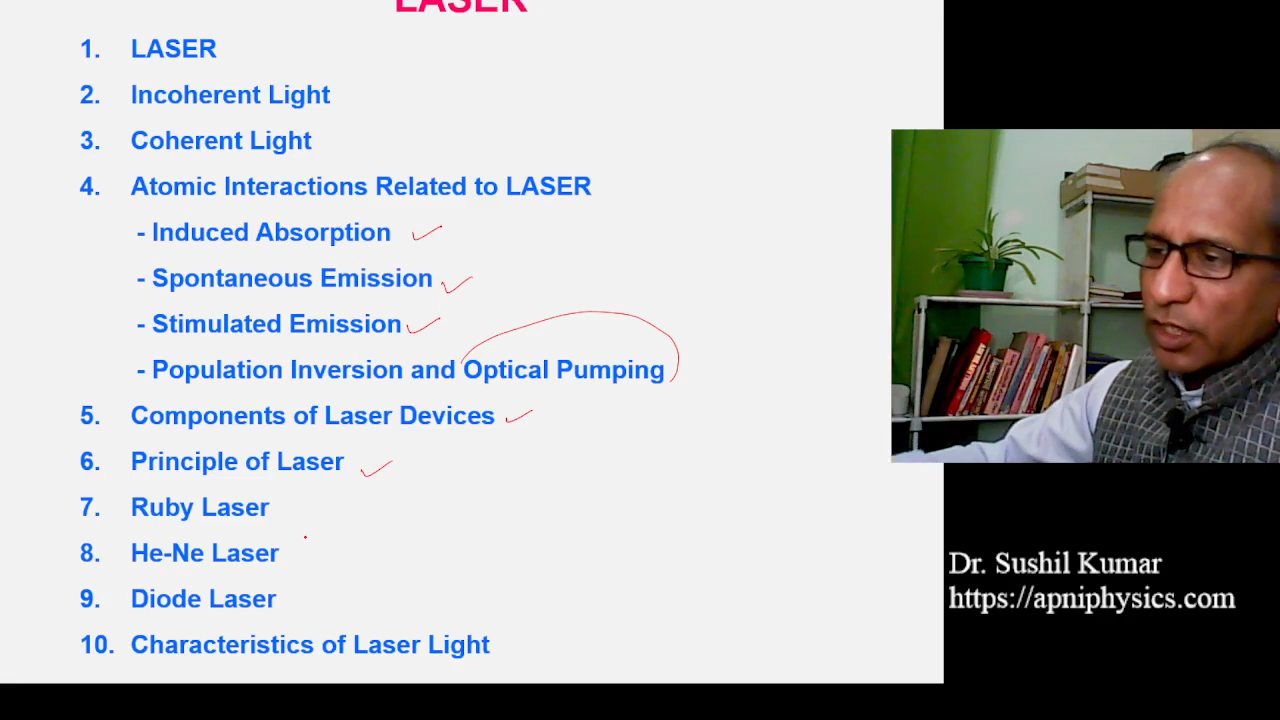 LASER
1. LASER
2. Incoherent Light
3. Coherent Light
4. Atomic Interactions Related to LASER
- Induced Absorption
- Spontaneous Emission
- Stimulated Emission
- Population Inversion and Optical Pumping
5. Components of Laser Devices
6. Principle of Laser
7. Ruby Laser
8. He-Ne Laser
9. Diode Laser
10. Characteristics of Laser Light
Dr. Sushil Kumar
https://apniphysics.com